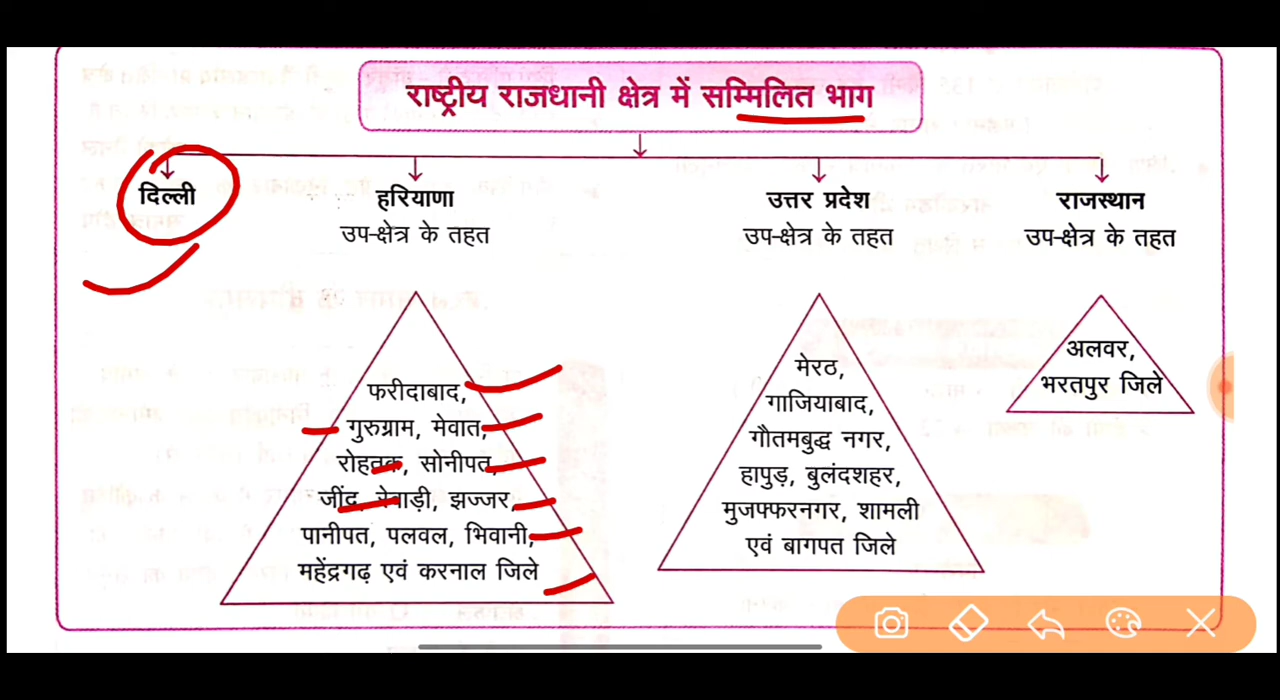 राष्ट्रीय राजधानी क्षेत्र में सम्मिलित भाग
दिल्ली
हरियाणा
उप-क्षेत्र के तहत
फरीदाबाद,
गुरुग्राम, मेवात,
रोहतक, सोनीपत,
जींद, रेवाड़ी, झज्जर,
पानीपत, पलवल, भिवानी,
महेंद्रगढ़ एवं करनाल जिले
उत्तर प्रदेश
उप-क्षेत्र के तहत
मेरठ,
गाजियाबाद,
गौतमबुद्ध नगर,
हापुड़, बुलंदशहर,
मुजफ्फरनगर, शामली
एवं बागपत जिले
राजस्थान
उप-क्षेत्र के तहत
अलवर,
भरतपुर जिले